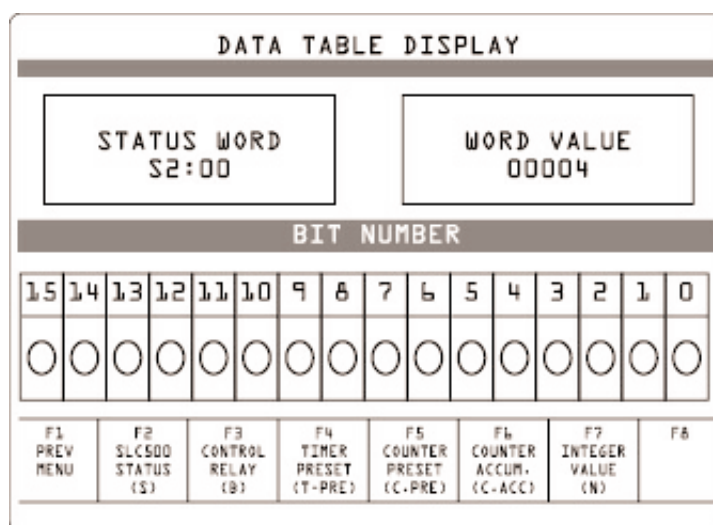 DATA TABLE DISPLAY
STATUS WORD
S2:00
WORD VALUE
00004
BIT NUMBER
15 14 13 12 11 10 9 8 7 6 5 4 3 2 1 0
F1
PREV
MENU
F2
SLC500
STATUS
(S)
F3
CONTROL
RELAY
(B)
F4
TIMER
PRESET
(T-PRE)
F5
COUNTER
PRESET
(C.PRE)
F6
COUNTER
ACCUM.
(C-ACC)
F7
INTEGER
VALUE
(N)
F8